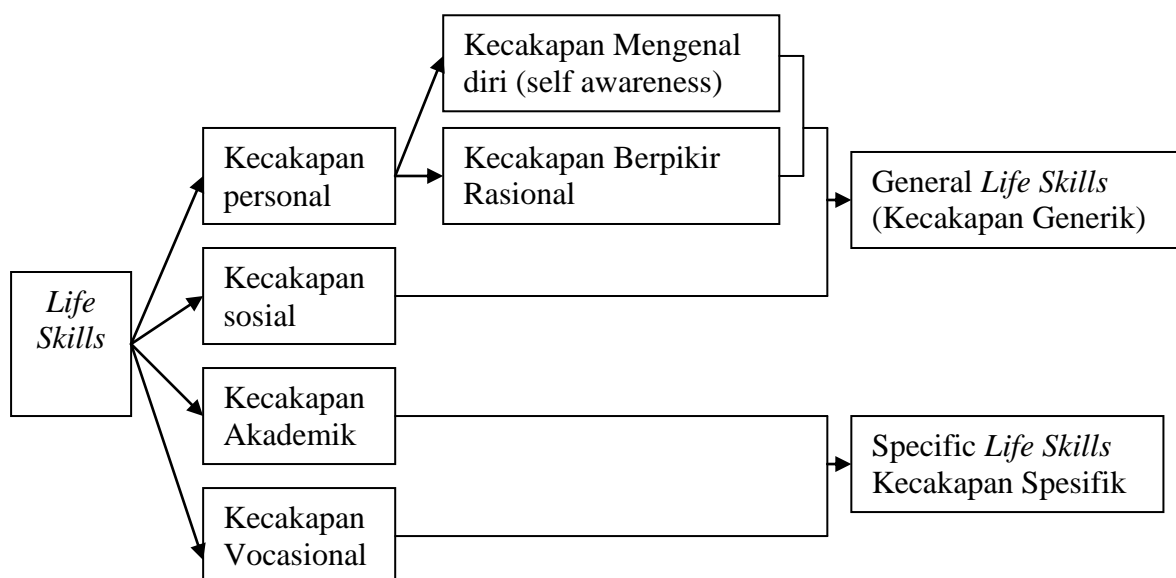 Kecakapan Mengenal
diri (self awareness)
Kecakapan
personal
Kecakapan Berpikir
Rasional
General Life Skills
(Kecakapan Generik)
Life
Skills
Kecakapan
sosial
Kecakapan
Akademik
Specific Life Skills
Kecakapan Spesifik
Kecakapan
Vocasional